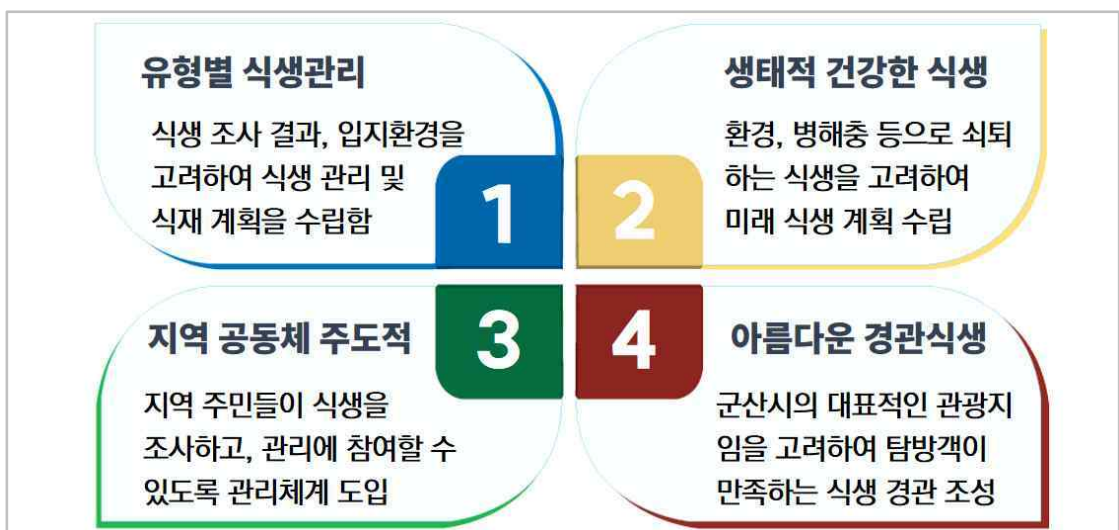 유형별 식생관리
식생 조사 결과, 입지환경을
고려하여 식생 관리 및
식재 계획을 수립함
1
생태적 건강한 식생
환경, 병해충 등으로 쇠퇴
하는 식생을 고려하여
미래 식생 계획 수립
2
지역 공동체 주도적
지역 주민들이 식생을
조사하고, 관리에 참여할 수
있도록 관리체계 도입
3
아름다운 경관식생
군산시의 대표적인 관광지
임을 고려하여 탐방객이
만족하는 식생 경관 조성
4